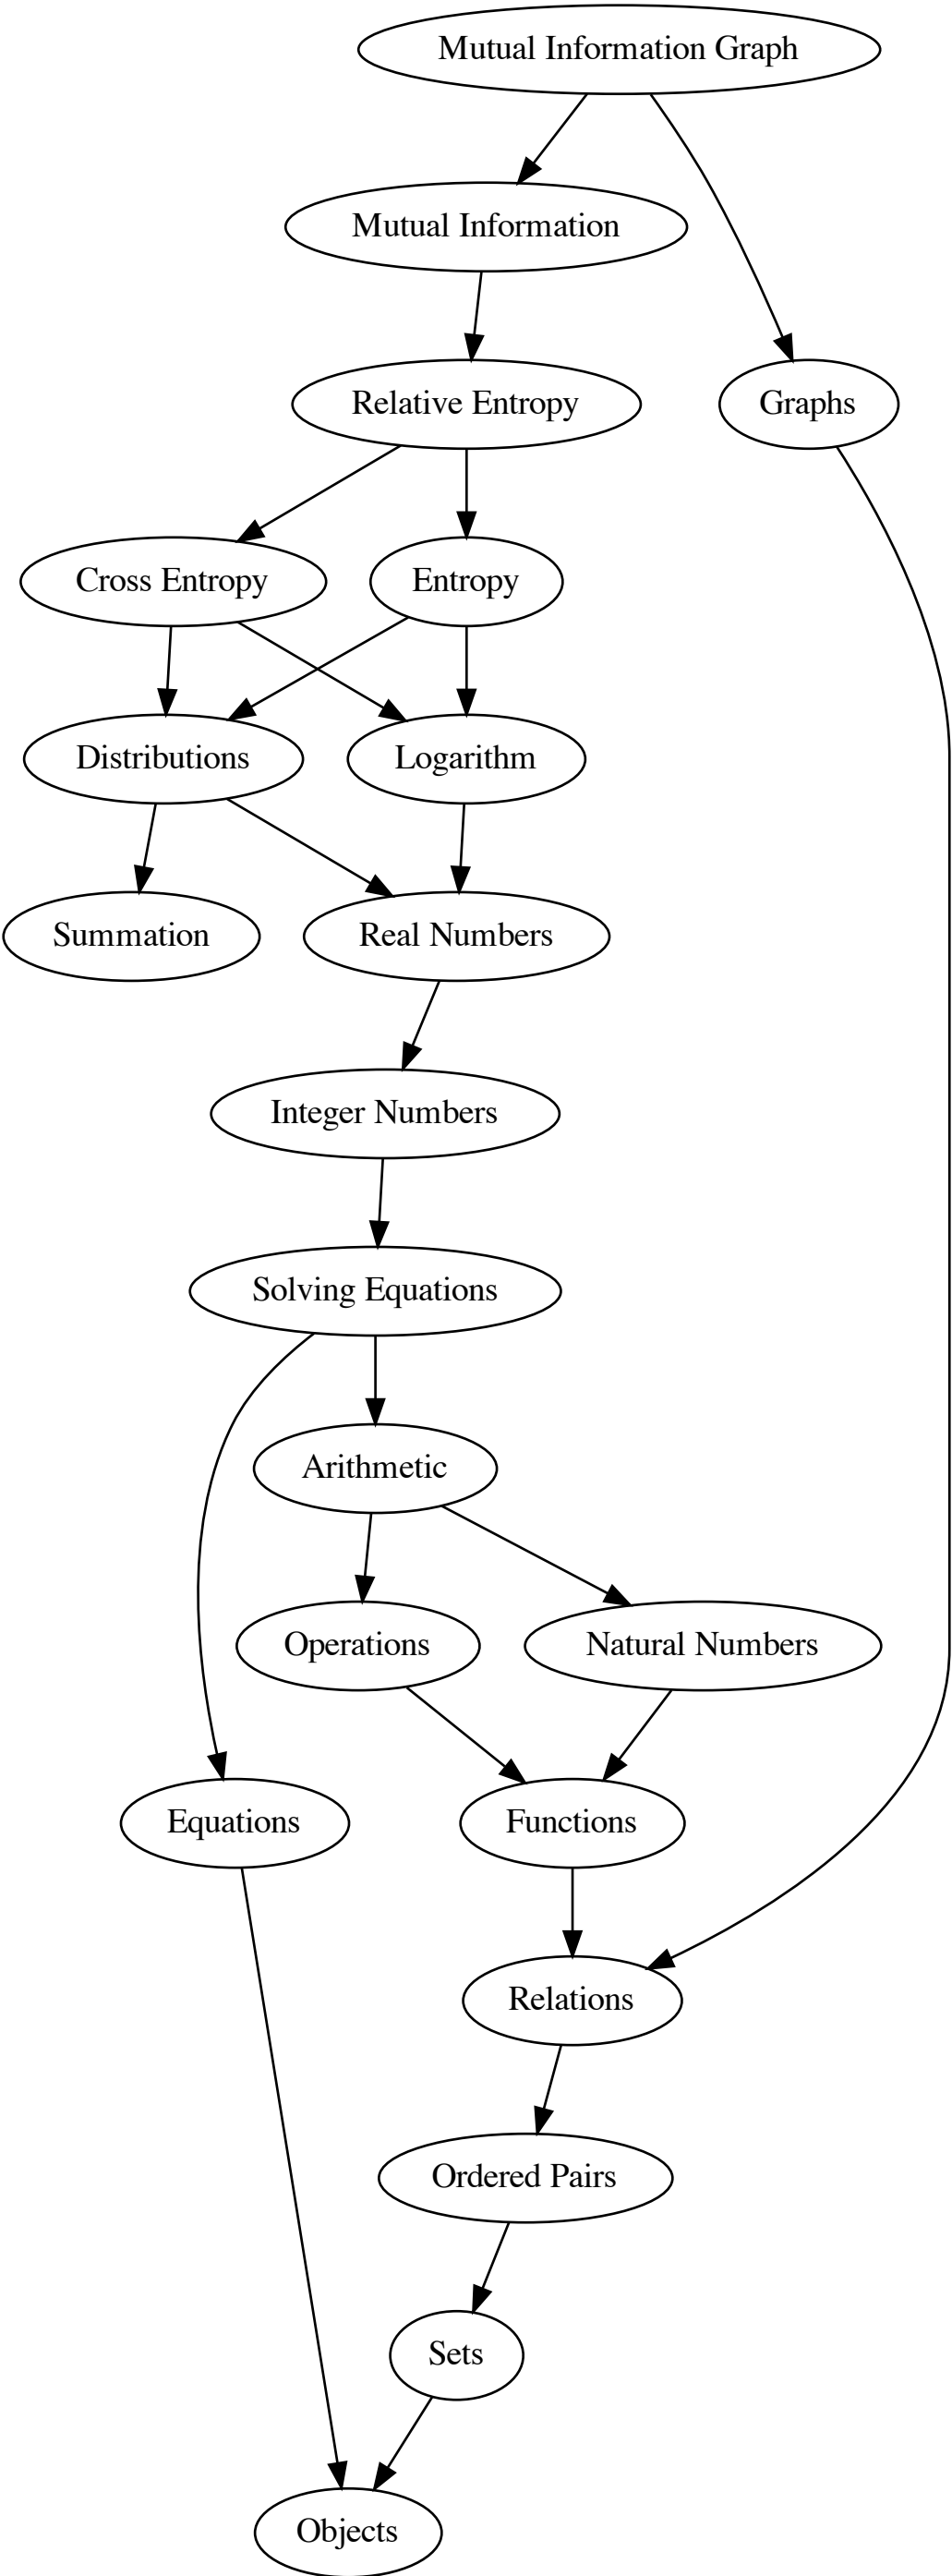 Mutual Information Graph
Mutual Information
Relative Entropy
Graphs
Cross Entropy
Entropy
Distributions
Logarithm
Summation
Real Numbers
Integer Numbers
Solving Equations
Arithmetic
Operations
Natural Numbers
Equations
Functions
Relations
Ordered Pairs
Sets
Objects